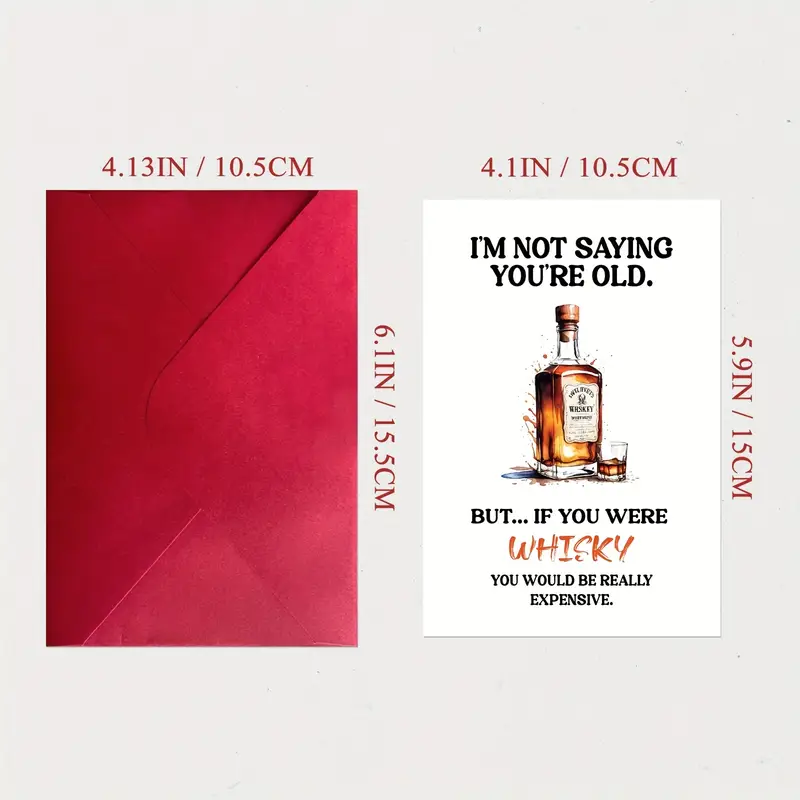 4.13IN / 10.5CM
4.1IN / 10.5CM
6.1IN / 15.5CM
5.9IN / 15CM
I'M NOT SAYING
YOU'RE OLD.
WHISKEY
BUT... IF YOU WERE
WHISKY
YOU WOULD BE REALLY
EXPENSIVE.